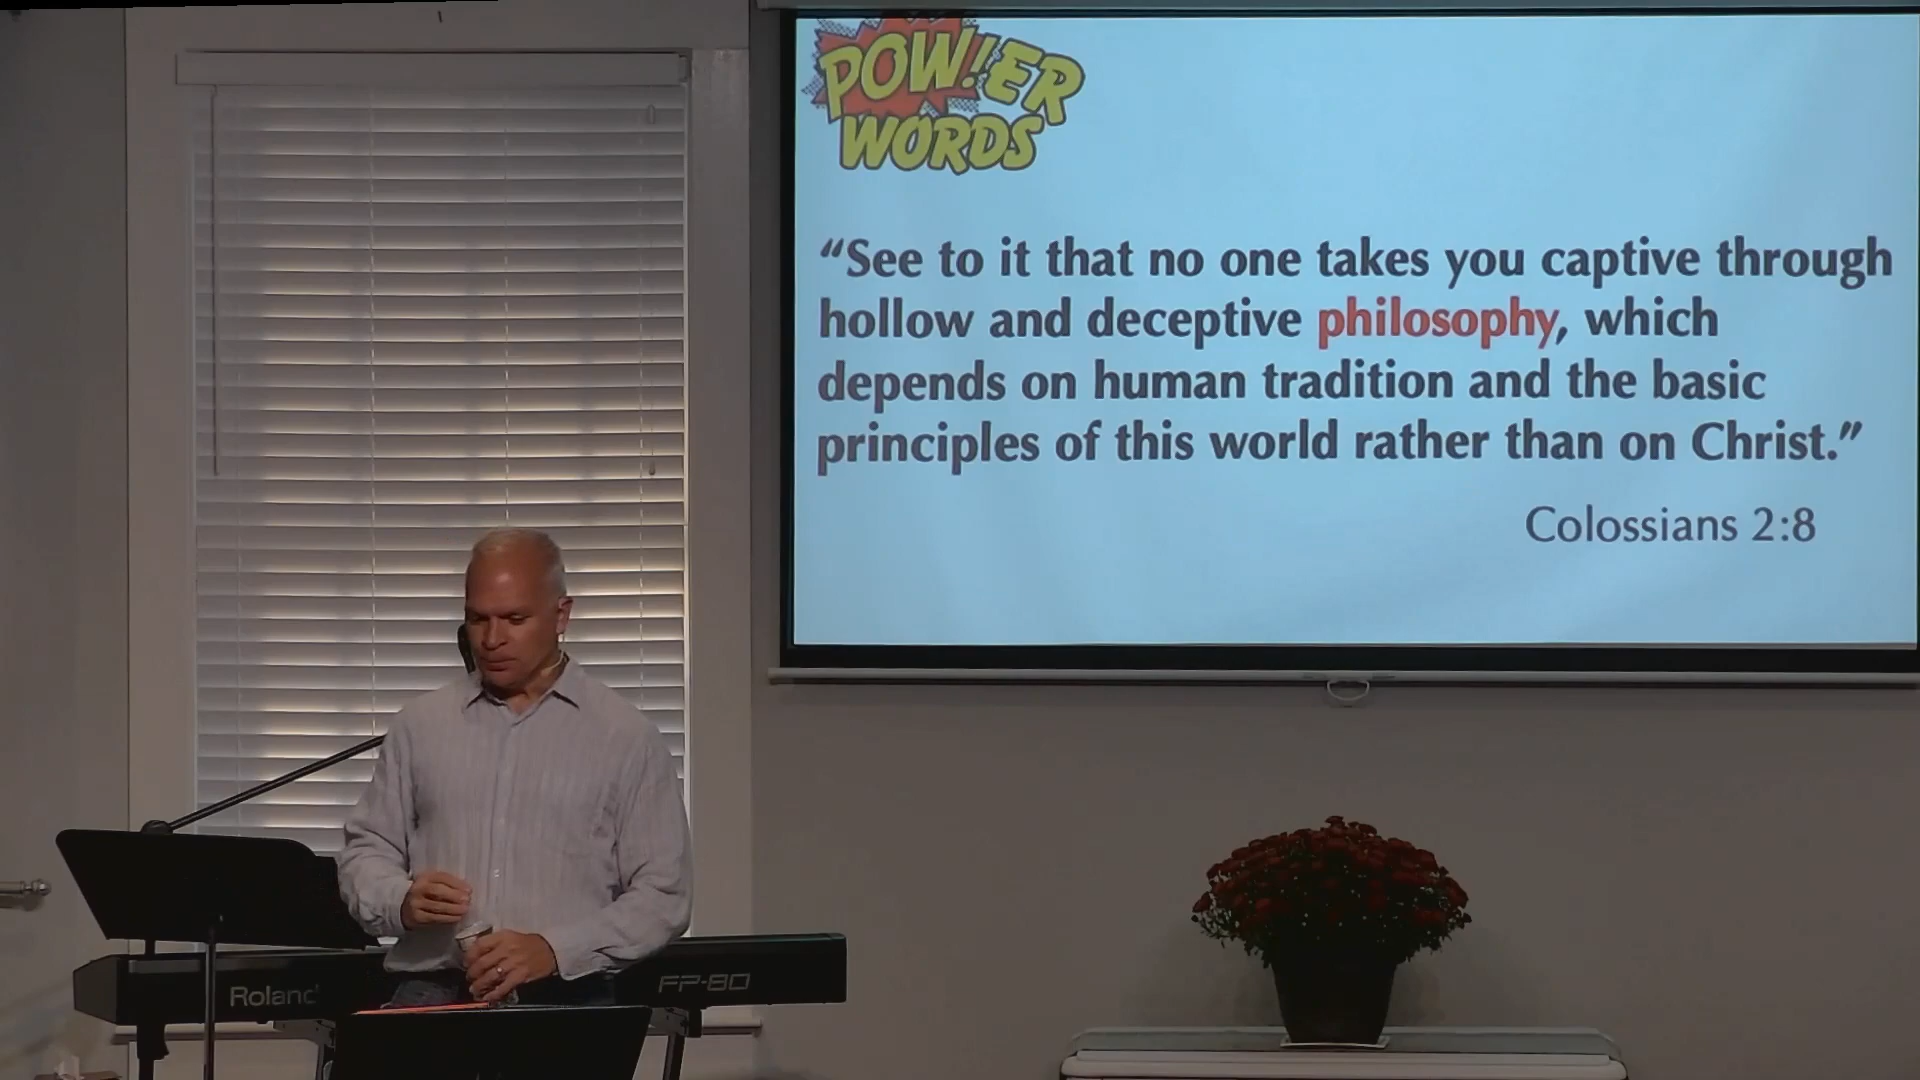 POW!ER
WORDS
“See to it that no one takes you captive through
hollow and deceptive philosophy, which
depends on human tradition and the basic
principles of this world rather than on Christ.”
Colossians 2:8
Roland
FP-80